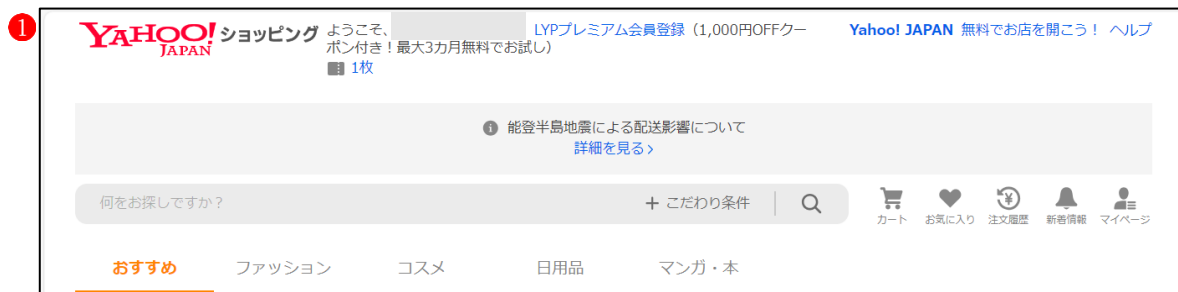 1
YAHOO! JAPAN ショッピング
ようこそ、 LYPプレミアム会員登録（1,000円OFFクー
ポン付き！最大3カ月無料でお試し）
1枚
Yahoo! JAPAN 無料でお店を開こう！ ヘルプ
能登半島地震による配送影響について
詳細を見る
何をお探しですか？ ＋こだわり条件
カート お気に入り 注文履歴 新着情報 マイページ
おすすめ ファッション コスメ 日用品 マンガ・本